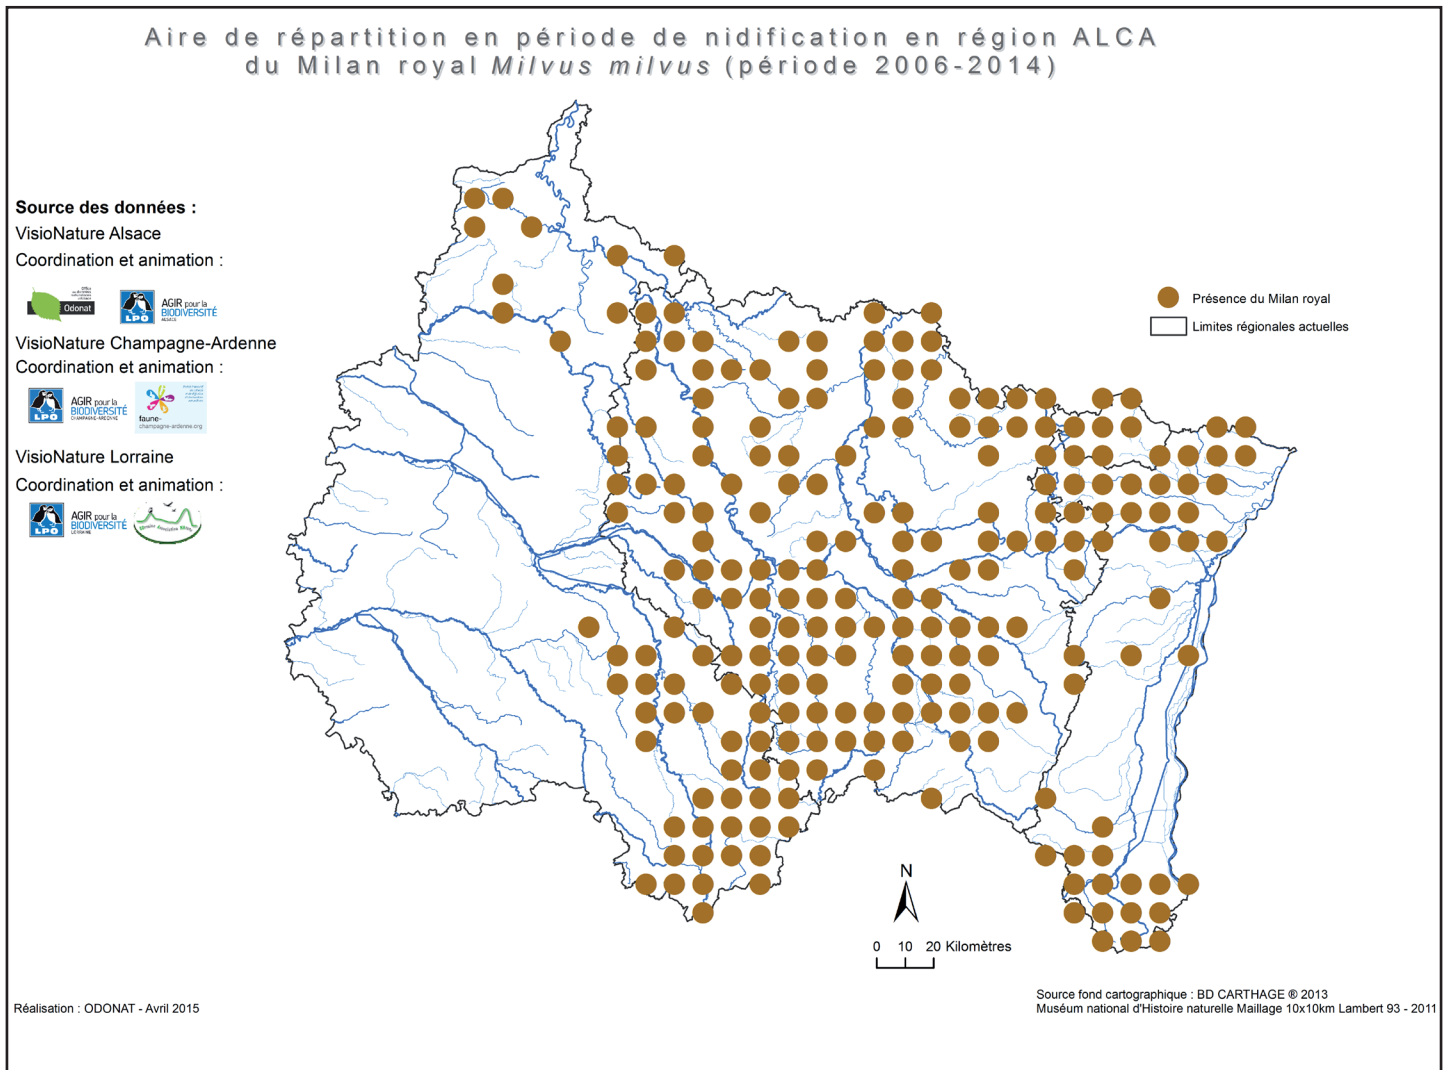 Aire de répartition en période de nidification en région ALCA
du Milan royal Milvus milvus (période 2006-2014)
Source des données :
VisioNature Alsace
Coordination et animation :
Odonat
LPO
AGIR pour la
BIODIVERSITÉ
ALSACE
VisioNature Champagne-Ardenne
Coordination et animation :
LPO
AGIR pour la
BIODIVERSITÉ
CHAMPAGNE-ARDENNE
faune-
champagne-ardenne.org
VisioNature Lorraine
Coordination et animation :
LPO
AGIR pour la
BIODIVERSITÉ
LORRAINE
Présence du Milan royal
Limites régionales actuelles
N
0 10 20 Kilomètres
Réalisation : ODONAT - Avril 2015
Source fond cartographique : BD CARTHAGE ® 2013
Muséum national d'Histoire naturelle Maillage 10x10km Lambert 93 - 2011